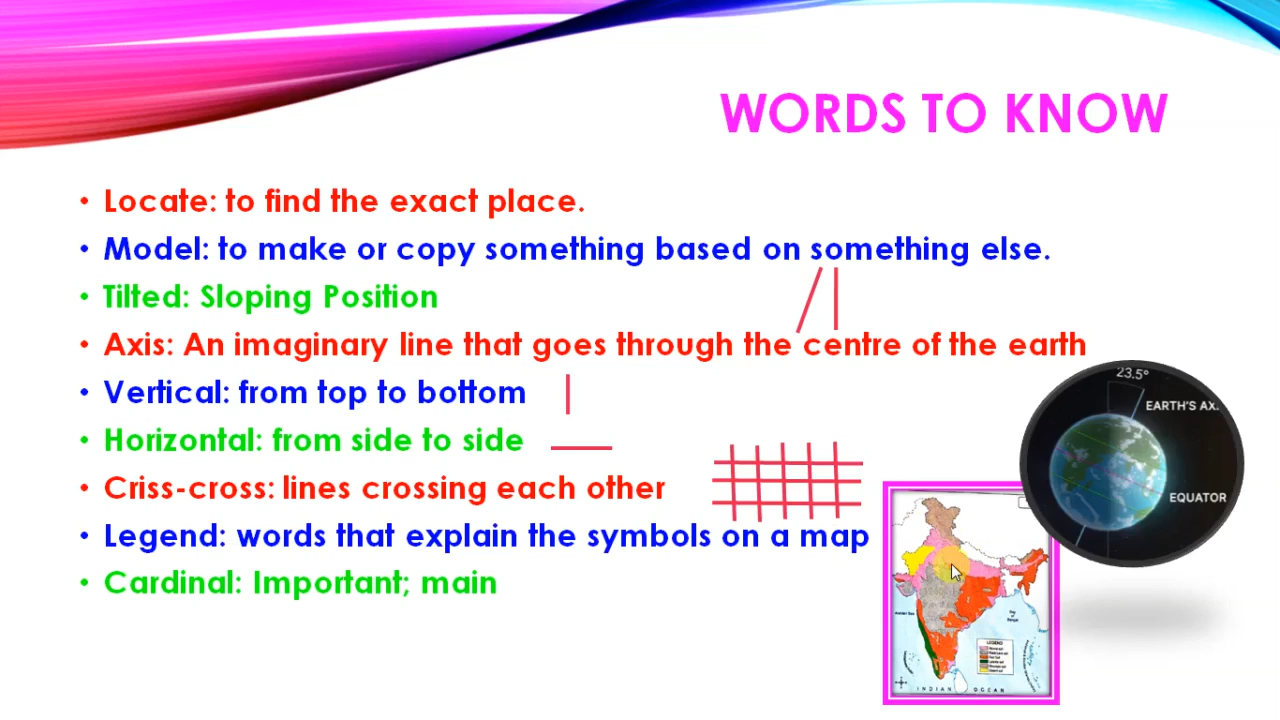 WORDS TO KNOW
• Locate: to find the exact place.
• Model: to make or copy something based on something else.
• Tilted: Sloping Position
• Axis: An imaginary line that goes through the centre of the earth
• Vertical: from top to bottom
• Horizontal: from side to side
• Criss-cross: lines crossing each other
• Legend: words that explain the symbols on a map
• Cardinal: Important; main
23.5°
EARTH'S AX.
EQUATOR
LEGEND
INDIAN OCEAN